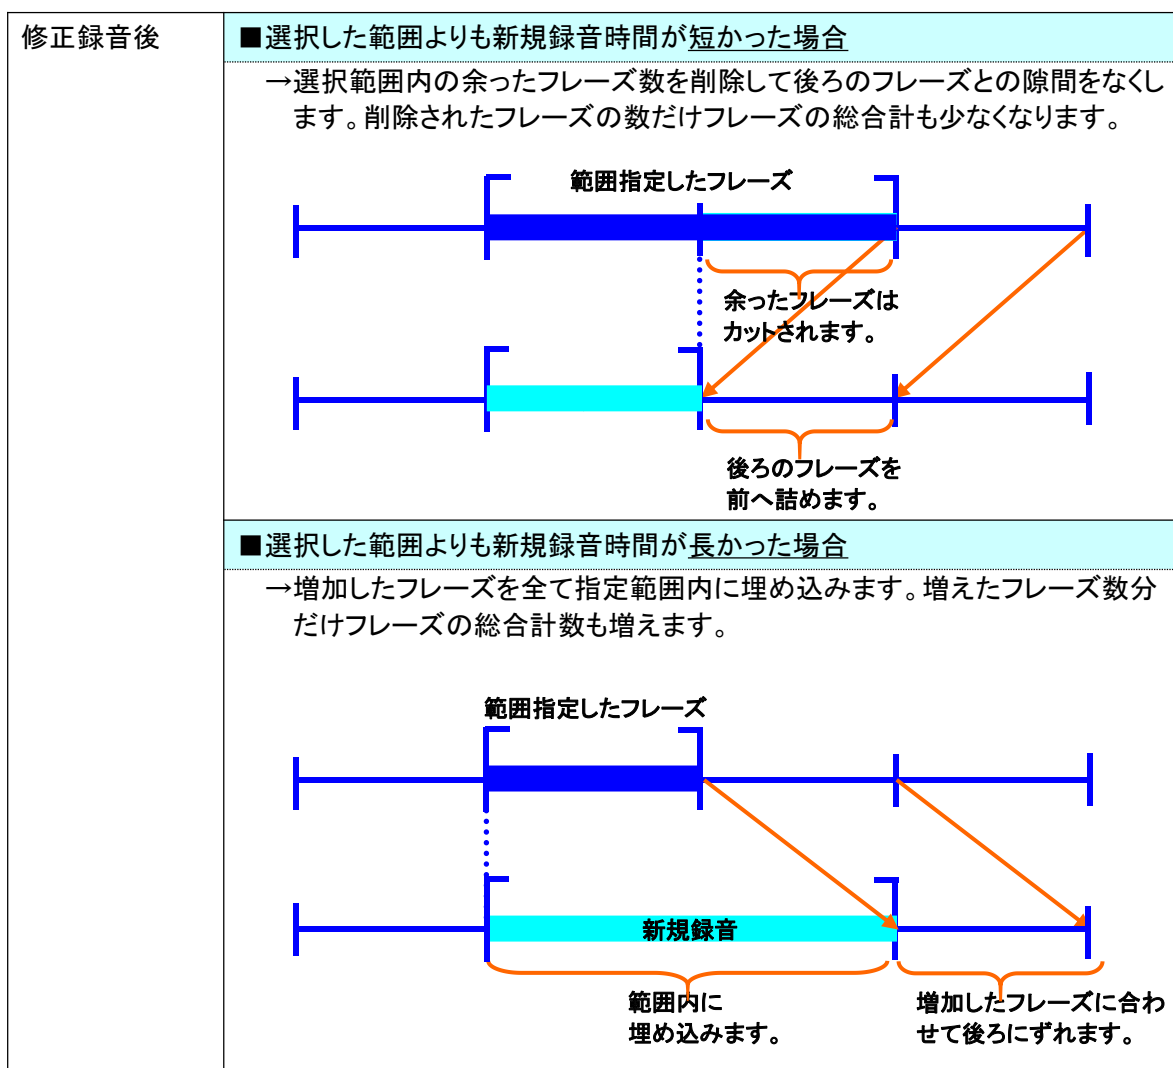 修正録音後
■選択した範囲よりも新規録音時間が短かった場合
→選択範囲内の余ったフレーズ数を削除して後ろのフレーズとの隙間をなくし
ます。削除されたフレーズの数だけフレーズの総合計も少なくなります。
範囲指定したフレーズ
余ったフレーズは
カットされます。
後ろのフレーズを
前へ詰めます。
■選択した範囲よりも新規録音時間が長かった場合
→増加したフレーズを全て指定範囲内に埋め込みます。増えたフレーズ数分
だけフレーズの総合計数も増えます。
範囲指定したフレーズ
新規録音
範囲内に
埋め込みます。
増加したフレーズに合わ
せて後ろにずれます。